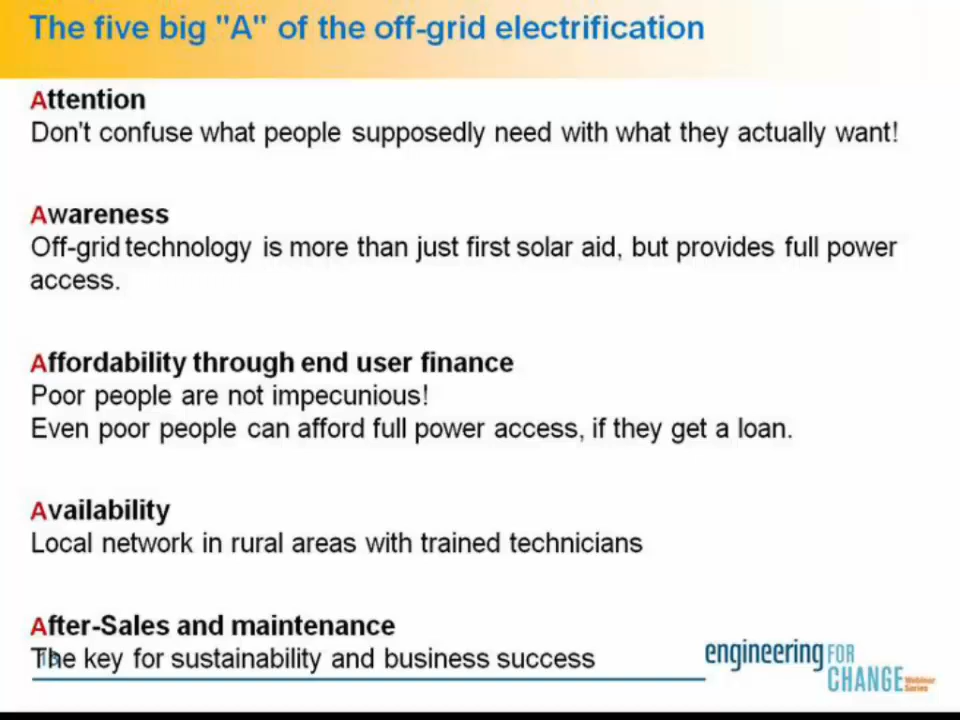 The five big "A" of the off-grid electrification
Attention
Don't confuse what people supposedly need with what they actually want!
Awareness
Off-grid technology is more than just first solar aid, but provides full power
access.
Affordability through end user finance
Poor people are not impecunious!
Even poor people can afford full power access, if they get a loan.
Availability
Local network in rural areas with trained technicians
After-Sales and maintenance
The key for sustainability and business success
engineering FOR
CHANGE Webinar
Series